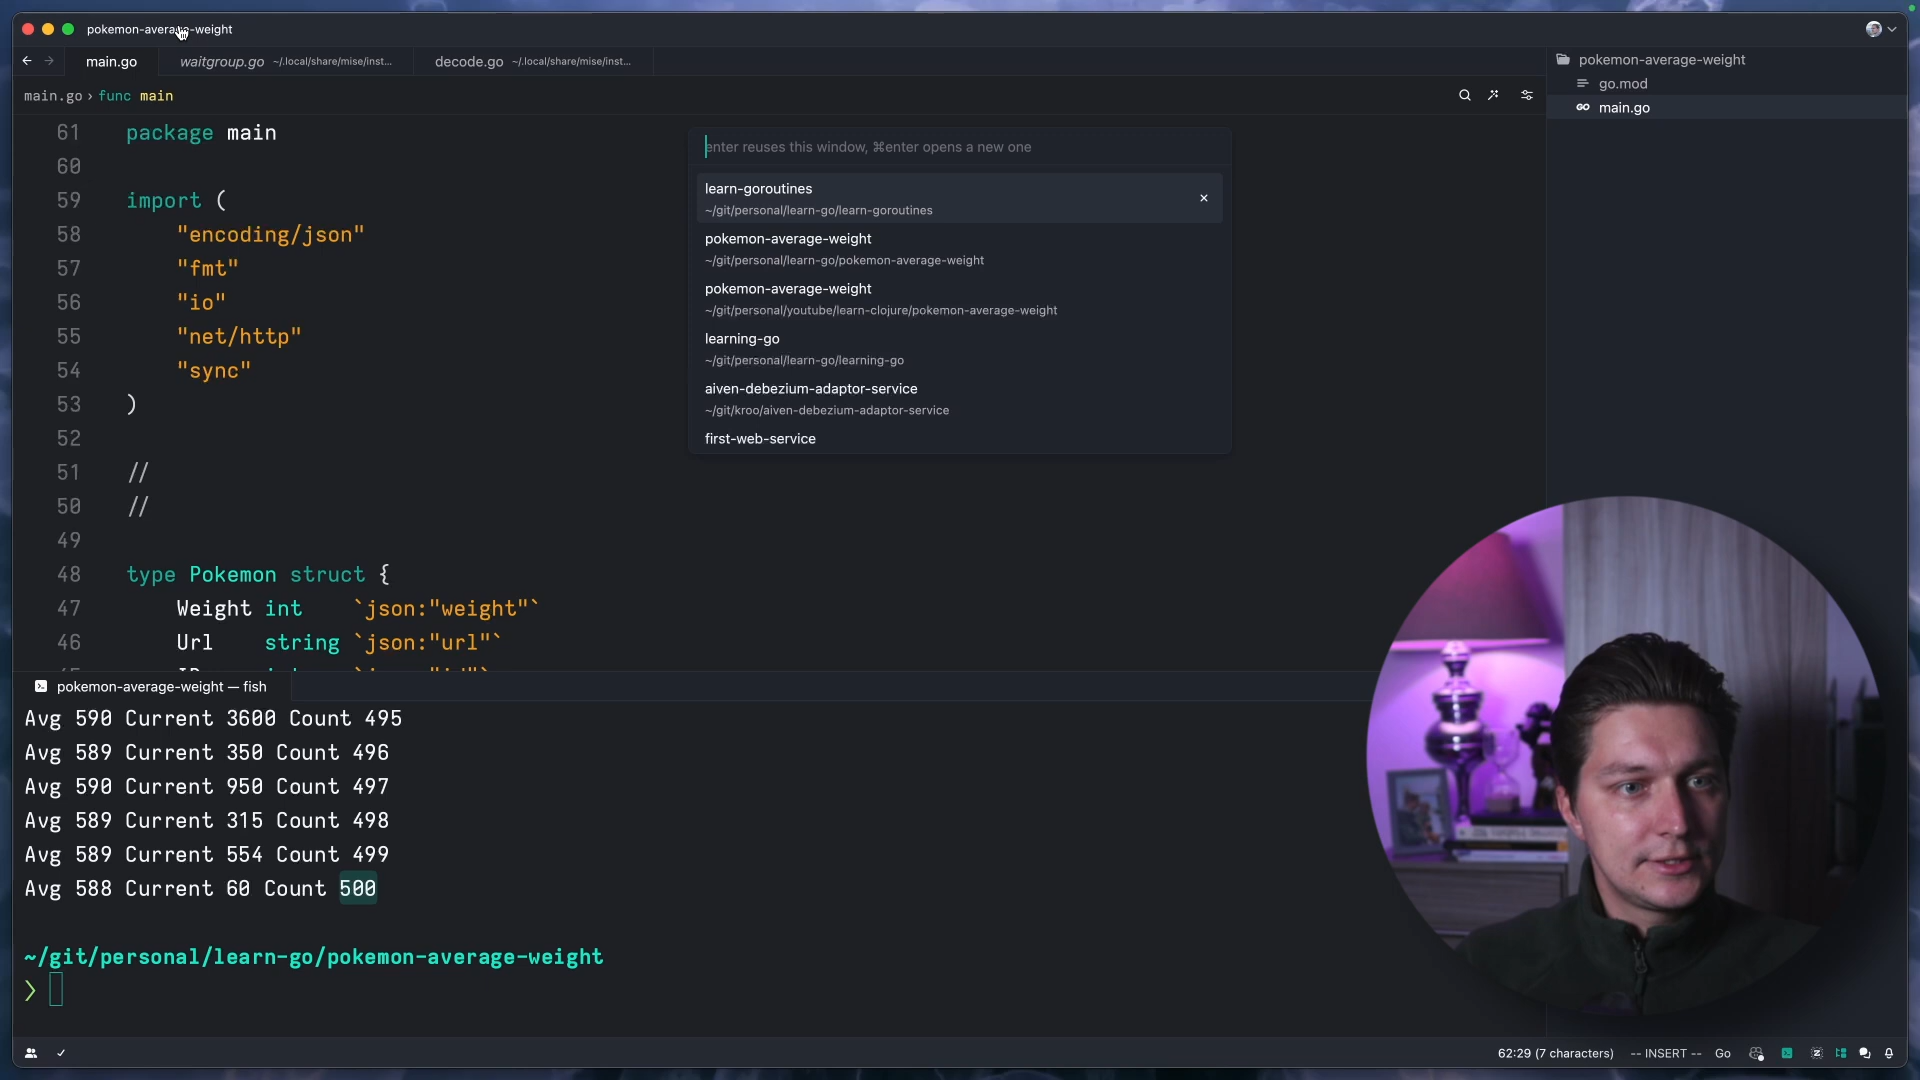 pokemon-average-weight
main.go
waitgroup.go ~/.local/share/mise/inst...
decode.go ~/.local/share/mise/inst...
main.go › func main
61 package main
60
59 import (
58 "encoding/json"
57 "fmt"
56 "io"
55 "net/http"
54 "sync"
53 )
52
51 //
50 //
49
48 type Pokemon struct {
47 Weight int `json:"weight"`
46 Url string `json:"url"`
enter reuses this window, ⌘enter opens a new one
learn-goroutines
~/git/personal/learn-go/learn-goroutines
pokemon-average-weight
~/git/personal/learn-go/pokemon-average-weight
pokemon-average-weight
~/git/personal/youtube/learn-clojure/pokemon-average-weight
learning-go
~/git/personal/learn-go/learning-go
aiven-debezium-adaptor-service
~/git/kroo/aiven-debezium-adaptor-service
first-web-service
pokemon-average-weight
go.mod
main.go
pokemon-average-weight — fish
Avg 590 Current 3600 Count 495
Avg 589 Current 350 Count 496
Avg 590 Current 950 Count 497
Avg 589 Current 315 Count 498
Avg 589 Current 554 Count 499
Avg 588 Current 60 Count 500
~/git/personal/learn-go/pokemon-average-weight
❯
62:29 (7 characters) -- INSERT -- Go